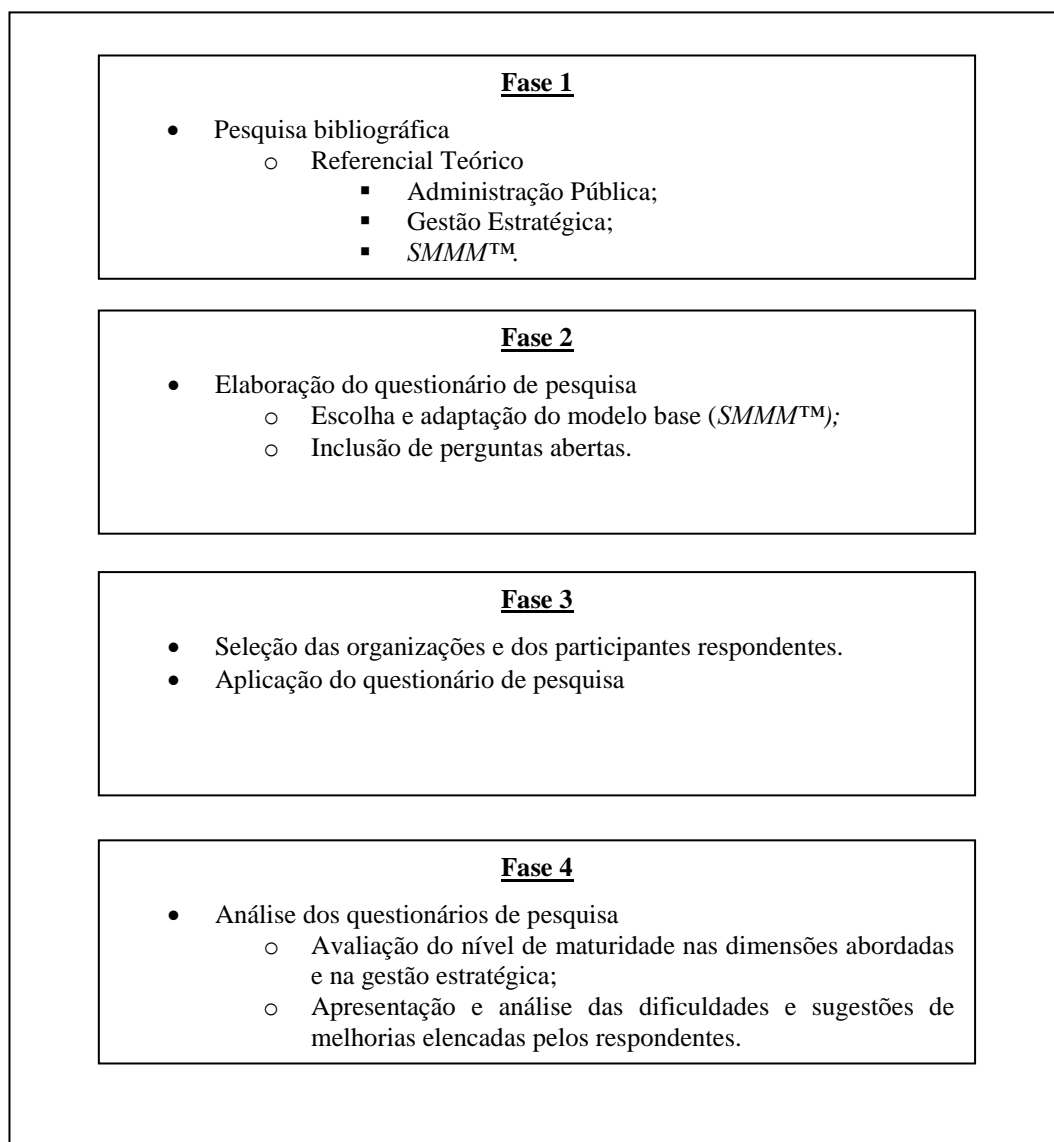 Fase 1
• Pesquisa bibliográfica
o Referencial Teórico
▪ Administração Pública;
▪ Gestão Estratégica;
▪ SMMM™.
Fase 2
• Elaboração do questionário de pesquisa
o Escolha e adaptação do modelo base (SMMM™);
o Inclusão de perguntas abertas.
Fase 3
• Seleção das organizações e dos participantes respondentes.
• Aplicação do questionário de pesquisa
Fase 4
• Análise dos questionários de pesquisa
o Avaliação do nível de maturidade nas dimensões abordadas
e na gestão estratégica;
o Apresentação e análise das dificuldades e sugestões de
melhorias elencadas pelos respondentes.